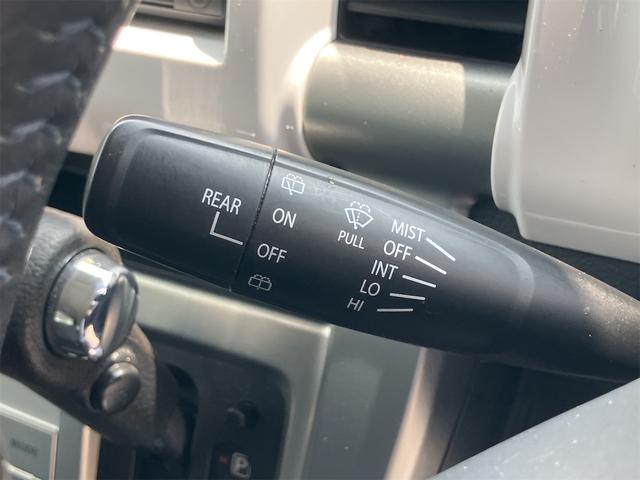 REAR
ON
OFF
PULL
MIST
OFF
INT
LO
HI
P